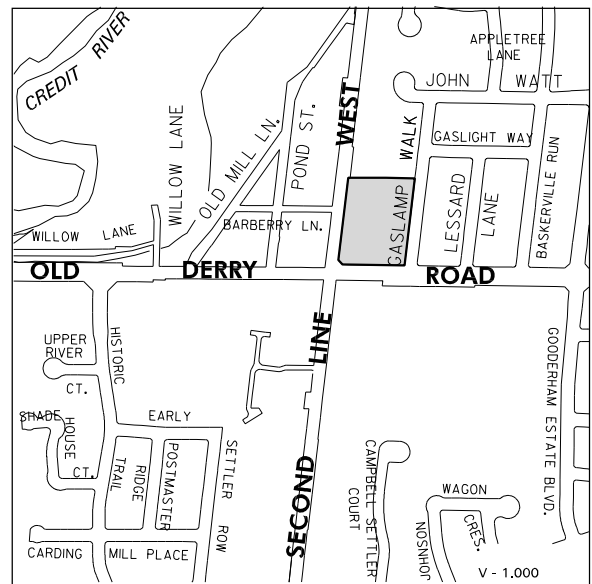 CREDIT RIVER
APPLETREE
LANE
JOHN WATT
WEST
WALK
GASLIGHT WAY
WILLOW LANE
OLD MILL LN.
POND ST.
GASLAMP
LESSARD
LANE
BASKERVILLE RUN
BARBERRY LN.
WILLOW LANE
OLD DERRY ROAD
LINE
SECOND
UPPER
RIVER
CT.
HISTORIC
TRAIL
SHADE
HOUSE
CT.
EARLY
SETTLER ROW
RIDGE
POSTMASTER
CARDING MILL PLACE
CAMPBELL SETTLER
COURT
WAGON
CRES.
JOHNSON
GOODERHAM ESTATE BLVD.
V - 1.000